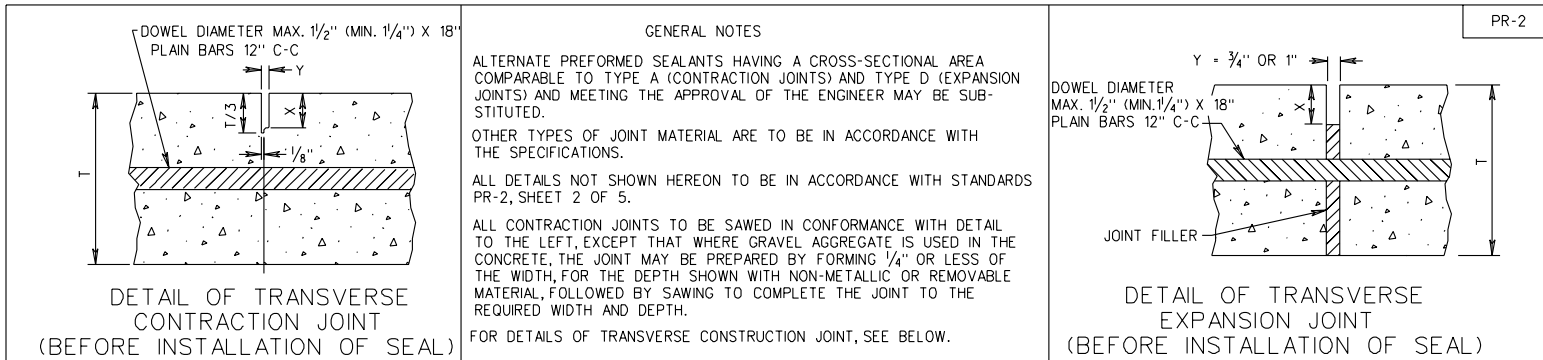 DOWEL DIAMETER MAX. 1 1/2" (MIN. 1 1/4") X 18"
PLAIN BARS 12" C-C
Y
T/3
X
1/8"
T
DETAIL OF TRANSVERSE
CONTRACTION JOINT
(BEFORE INSTALLATION OF SEAL)
GENERAL NOTES
ALTERNATE PREFORMED SEALANTS HAVING A CROSS-SECTIONAL AREA
COMPARABLE TO TYPE A (CONTRACTION JOINTS) AND TYPE D (EXPANSION
JOINTS) AND MEETING THE APPROVAL OF THE ENGINEER MAY BE SUB-
STITUTED.
OTHER TYPES OF JOINT MATERIAL ARE TO BE IN ACCORDANCE WITH
THE SPECIFICATIONS.
ALL DETAILS NOT SHOWN HEREON TO BE IN ACCORDANCE WITH STANDARDS
PR-2, SHEET 2 OF 5.
ALL CONTRACTION JOINTS TO BE SAWED IN CONFORMANCE WITH DETAIL
TO THE LEFT, EXCEPT THAT WHERE GRAVEL AGGREGATE IS USED IN THE
CONCRETE, THE JOINT MAY BE PREPARED BY FORMING 1/4" OR LESS OF
THE WIDTH, FOR THE DEPTH SHOWN WITH NON-METALLIC OR REMOVABLE
MATERIAL, FOLLOWED BY SAWING TO COMPLETE THE JOINT TO THE
REQUIRED WIDTH AND DEPTH.
FOR DETAILS OF TRANSVERSE CONSTRUCTION JOINT, SEE BELOW.
PR-2
Y = 3/4" OR 1"
DOWEL DIAMETER
MAX. 1 1/2" (MIN. 1 1/4") X 18"
PLAIN BARS 12" C-C
X
T
JOINT FILLER
DETAIL OF TRANSVERSE
EXPANSION JOINT
(BEFORE INSTALLATION OF SEAL)